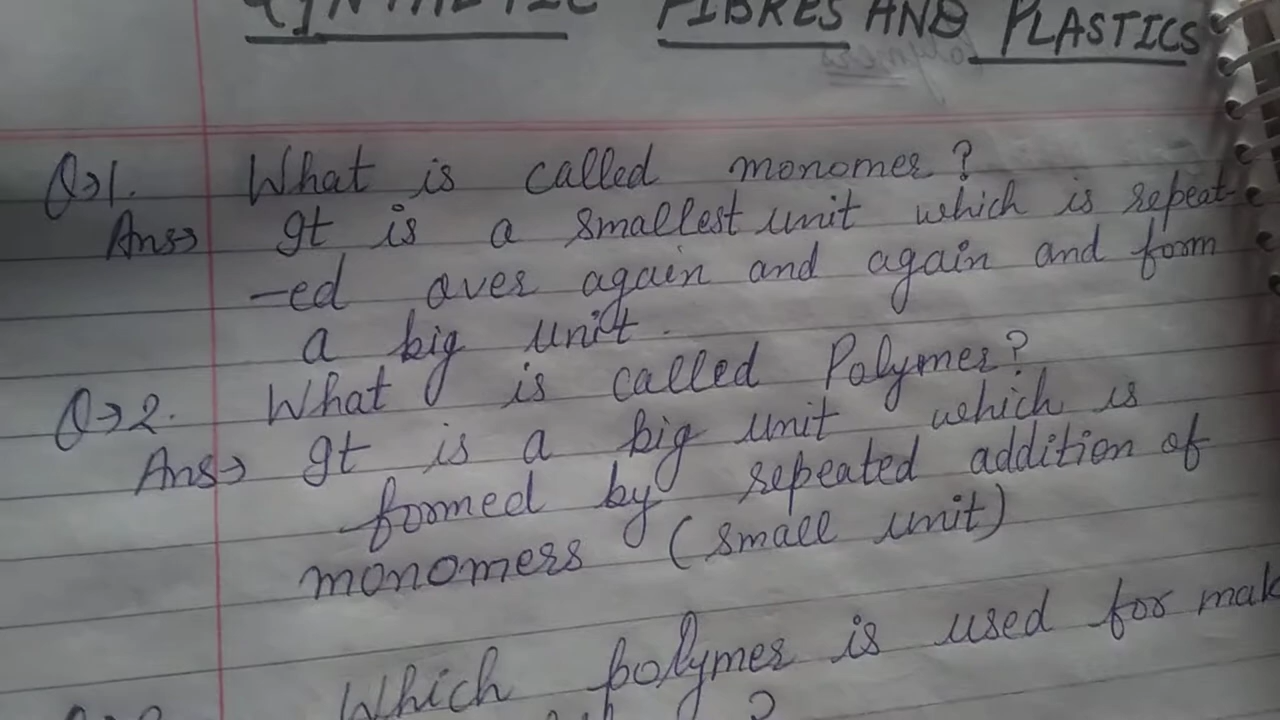 SYNTHETIC FIBRES AND PLASTICS
Q→1. What is called monomer?
Ans→ It is a smallest unit which is repeat-
-ed over again and again and form
a big unit.
Q→2. What is called Polymer?
Ans→ It is a big unit which is
formed by repeated addition of
monomers (small unit)
Which polymer is used for mak
?